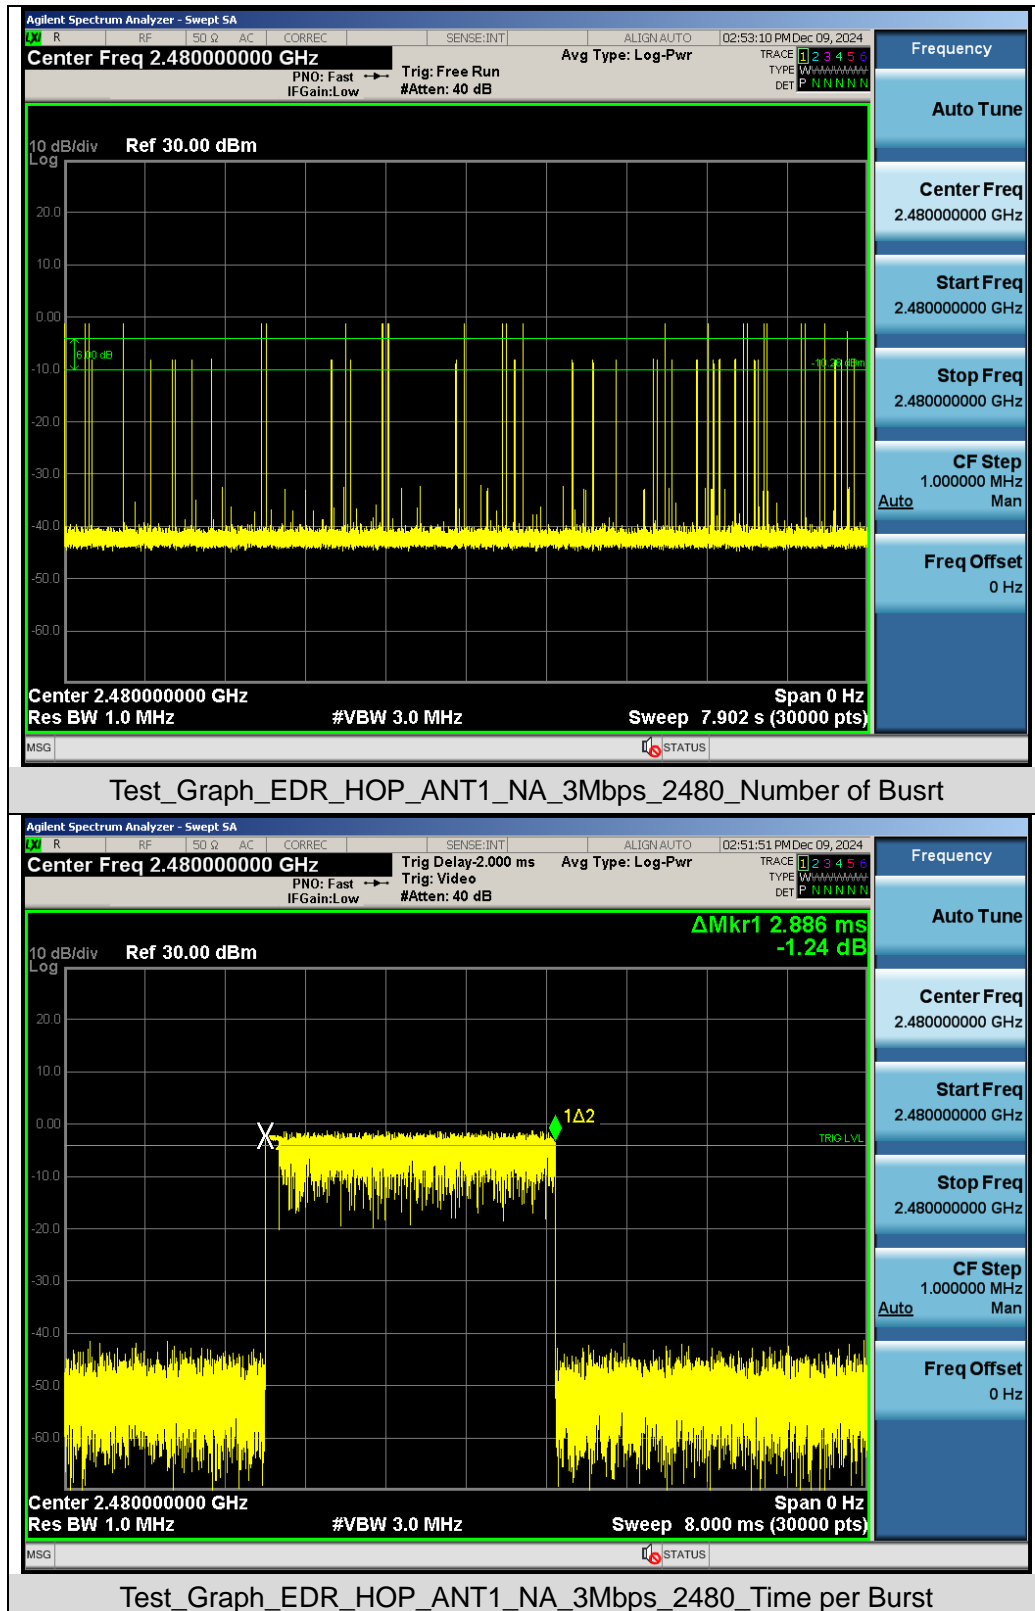 Agilent Spectrum Analyzer - Swept SA
LXI R RF 50 Ω AC CORREC SENSE:INT ALIGN AUTO 02:53:10 PM Dec 09, 2024
Center Freq 2.480000000 GHz Avg Type: Log-Pwr TRACE 1 2 3 4 5 6
PNO: Fast Trig: Free Run TYPE WWWWWW
IFGain:Low #Atten: 40 dB DET P N N N N N
Frequency
Auto Tune
10 dB/div Ref 30.00 dBm
Log
Center Freq
2.480000000 GHz
20.0
10.0
Start Freq
2.480000000 GHz
0.00
6.00 dB
-10.26 dBm
-10.0
Stop Freq
2.480000000 GHz
-20.0
-30.0
CF Step
1.000000 MHz
Auto Man
-40.0
Freq Offset
0 Hz
-50.0
-60.0
Center 2.480000000 GHz Span 0 Hz
Res BW 1.0 MHz #VBW 3.0 MHz Sweep 7.902 s (30000 pts)
MSG STATUS
Test_Graph_EDR_HOP_ANT1_NA_3Mbps_2480_Number of Busrt
Agilent Spectrum Analyzer - Swept SA
LXI R RF 50 Ω AC CORREC SENSE:INT ALIGN AUTO 02:51:51 PM Dec 09, 2024
Center Freq 2.480000000 GHz Trig Delay-2.000 ms Avg Type: Log-Pwr TRACE 1 2 3 4 5 6
PNO: Fast Trig: Video TYPE WWWWWW
IFGain:Low #Atten: 40 dB DET P N N N N N
Frequency
Auto Tune
ΔMkr1 2.886 ms
10 dB/div Ref 30.00 dBm -1.24 dB
Log
Center Freq
2.480000000 GHz
20.0
10.0
Start Freq
2.480000000 GHz
0.00
1Δ2
TRIG LVL
-10.0
Stop Freq
2.480000000 GHz
-20.0
-30.0
CF Step
1.000000 MHz
Auto Man
-40.0
Freq Offset
0 Hz
-50.0
-60.0
Center 2.480000000 GHz Span 0 Hz
Res BW 1.0 MHz #VBW 3.0 MHz Sweep 8.000 ms (30000 pts)
MSG STATUS
Test_Graph_EDR_HOP_ANT1_NA_3Mbps_2480_Time per Burst